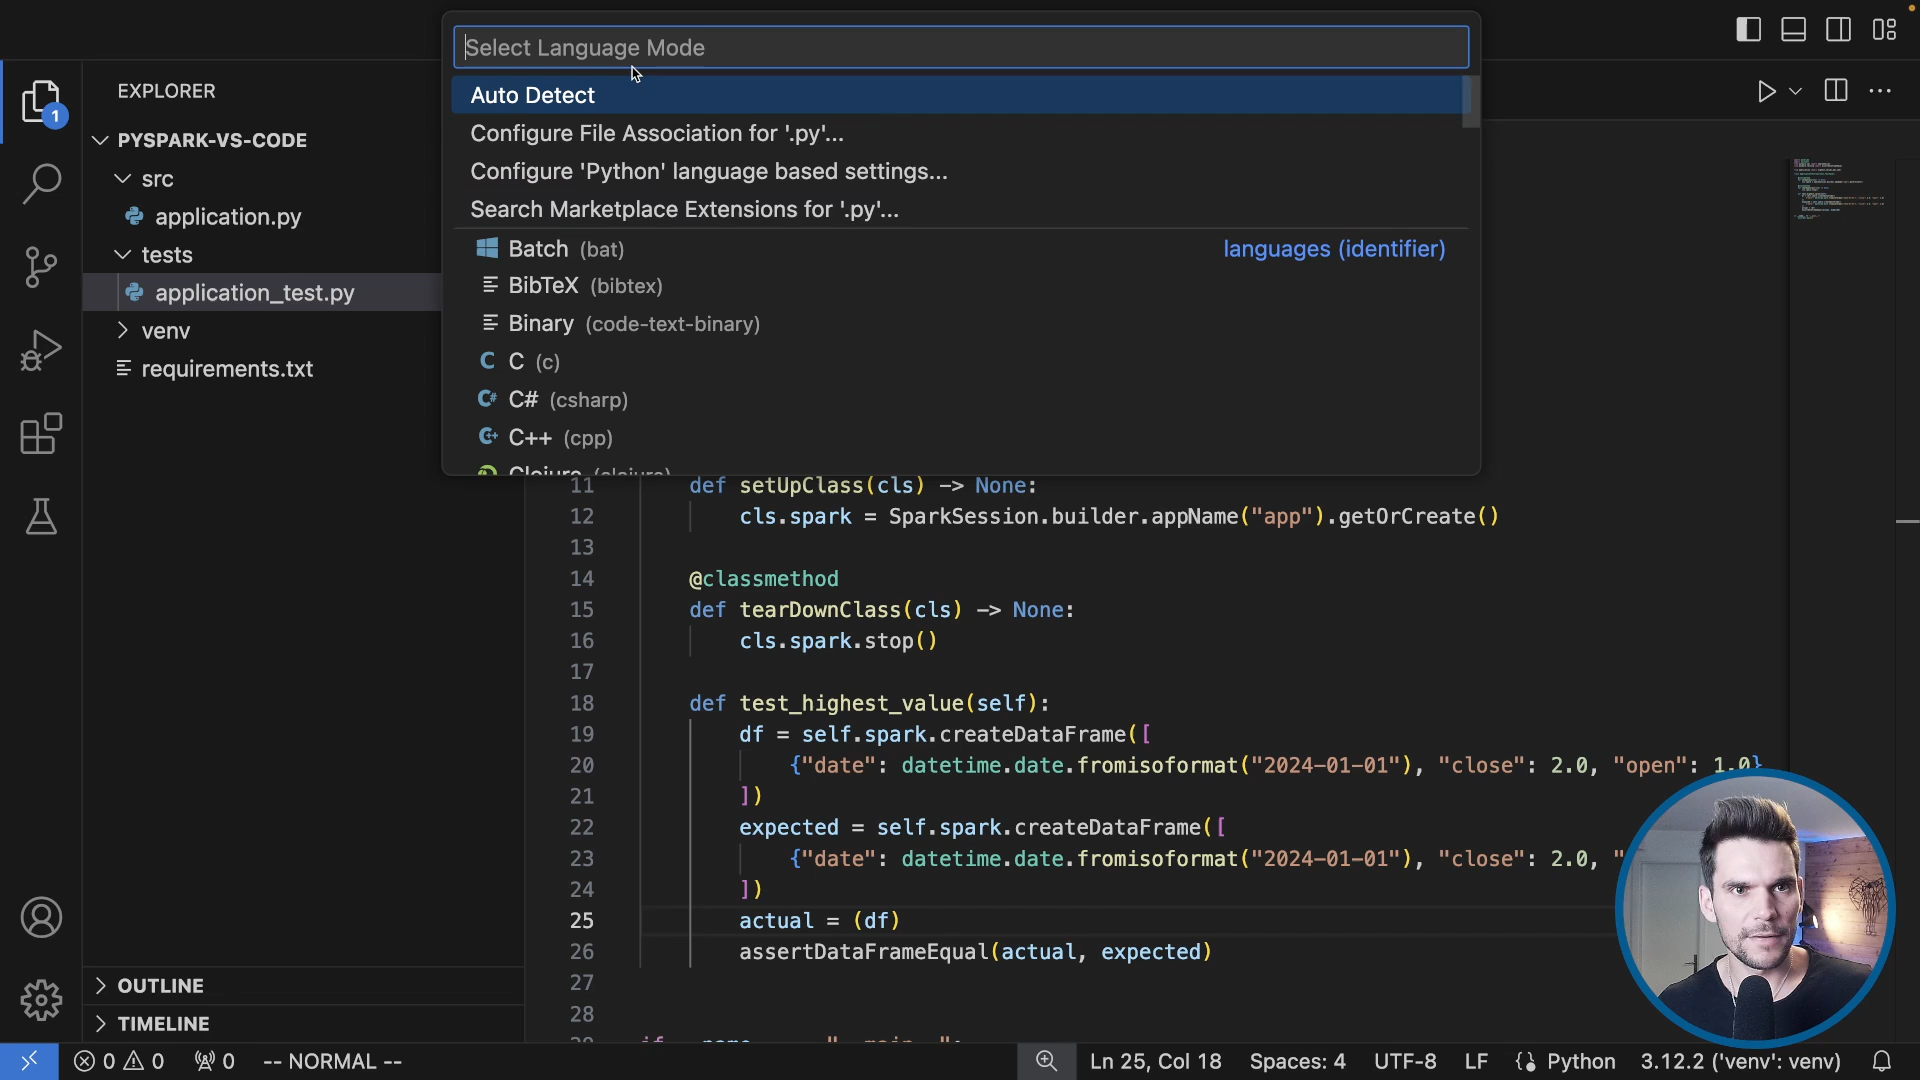 Select Language Mode
Auto Detect
Configure File Association for '.py'...
Configure 'Python' language based settings...
Search Marketplace Extensions for '.py'...
Batch (bat) languages (identifier)
BibTeX (bibtex)
Binary (code-text-binary)
C (c)
C# (csharp)
C++ (cpp)
Clojure (clojure)
EXPLORER
1
PYSPARK-VS-CODE
src
application.py
tests
application_test.py
venv
requirements.txt
OUTLINE
TIMELINE
11 def setUpClass(cls) -> None:
12 cls.spark = SparkSession.builder.appName("app").getOrCreate()
13
14 @classmethod
15 def tearDownClass(cls) -> None:
16 cls.spark.stop()
17
18 def test_highest_value(self):
19 df = self.spark.createDataFrame([
20 {"date": datetime.date.fromisoformat("2024-01-01"), "close": 2.0, "open": 1.0}
21 ])
22 expected = self.spark.createDataFrame([
23 {"date": datetime.date.fromisoformat("2024-01-01"), "close": 2.0, "
24 ])
25 actual = (df)
26 assertDataFrameEqual(actual, expected)
27
28
0 0 0 -- NORMAL -- Ln 25, Col 18 Spaces: 4 UTF-8 LF Python 3.12.2 ('venv': venv)